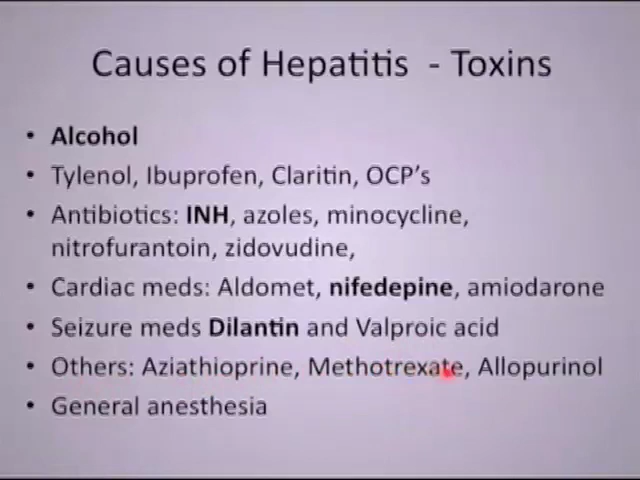 Causes of Hepatitis - Toxins
• Alcohol
• Tylenol, Ibuprofen, Claritin, OCP's
• Antibiotics: INH, azoles, minocycline,
nitrofurantoin, zidovudine,
• Cardiac meds: Aldomet, nifedepine, amiodarone
• Seizure meds Dilantin and Valproic acid
• Others: Aziathioprine, Methotrexate, Allopurinol
• General anesthesia